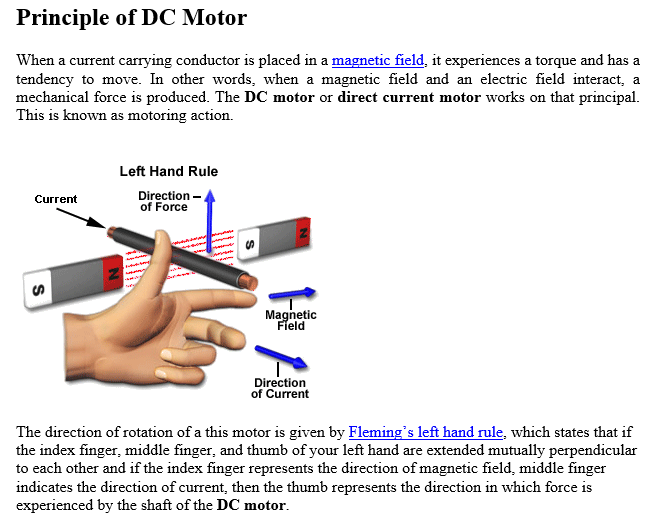 Principle of DC Motor
When a current carrying conductor is placed in a magnetic field, it experiences a torque and has a
tendency to move. In other words, when a magnetic field and an electric field interact, a
mechanical force is produced. The DC motor or direct current motor works on that principal.
This is known as motoring action.
Left Hand Rule
Current
Direction
of Force
N
S
N
S
Magnetic
Field
Direction
of Current
The direction of rotation of a this motor is given by Fleming's left hand rule, which states that if
the index finger, middle finger, and thumb of your left hand are extended mutually perpendicular
to each other and if the index finger represents the direction of magnetic field, middle finger
indicates the direction of current, then the thumb represents the direction in which force is
experienced by the shaft of the DC motor.